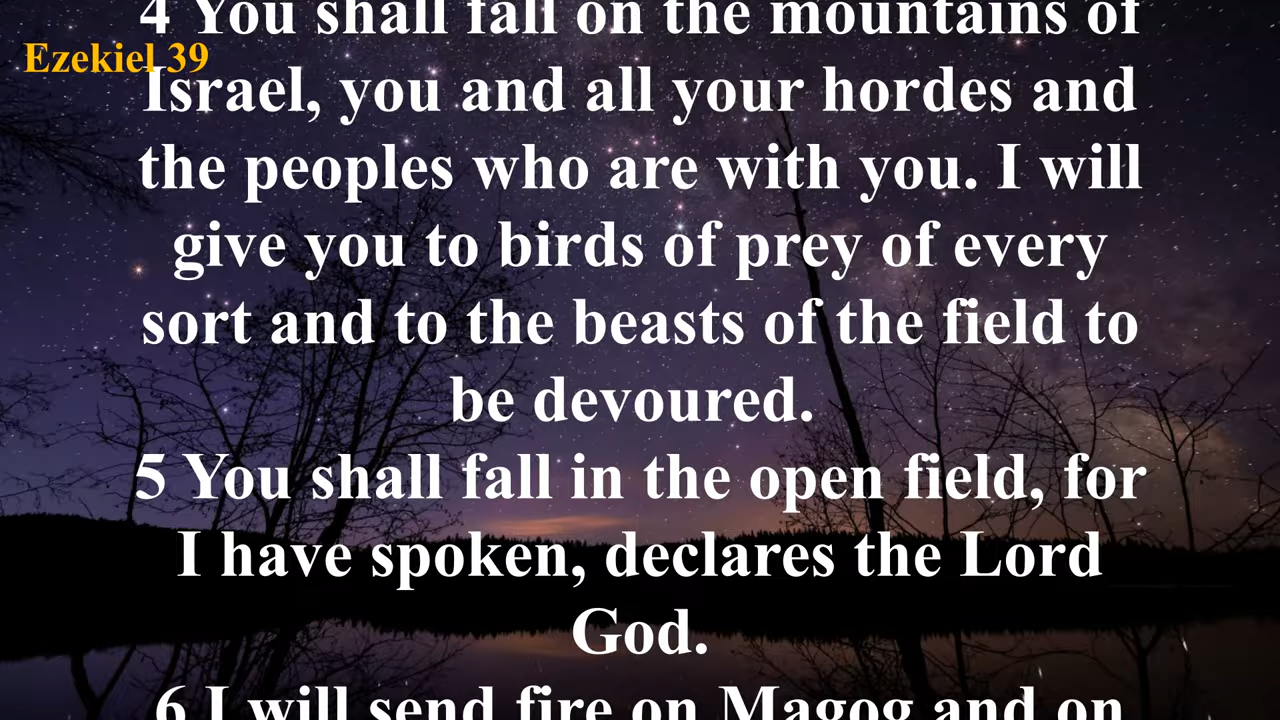 4 You shall fall on the mountains of
Ezekiel 39
Israel, you and all your hordes and
the peoples who are with you. I will
give you to birds of prey of every
sort and to the beasts of the field to
be devoured.
5 You shall fall in the open field, for
I have spoken, declares the Lord
God.
6 I will send fire on Magog and on